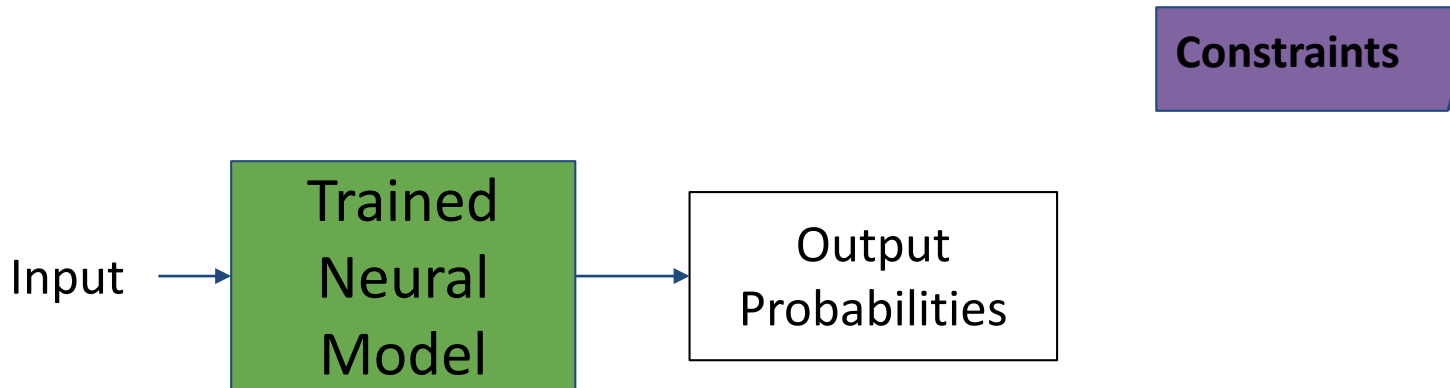 Constraints
Input
Trained
Neural
Model
Output
Probabilities